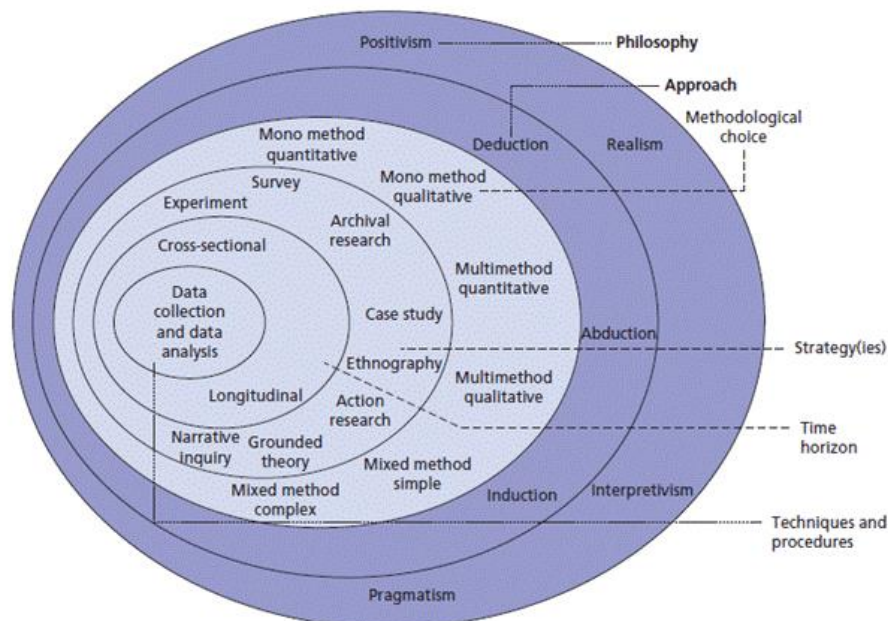 Positivism
Philosophy
Approach
Methodological
choice
Mono method
quantitative
Deduction
Realism
Survey
Mono method
qualitative
Experiment
Archival
research
Cross-sectional
Multimethod
quantitative
Data
collection
and data
analysis
Case study
Abduction
Strategy(ies)
Ethnography
Multimethod
qualitative
Longitudinal
Action
research
Time
horizon
Narrative
inquiry
Grounded
theory
Mixed method
simple
Mixed method
complex
Induction
Interpretivism
Techniques and
procedures
Pragmatism